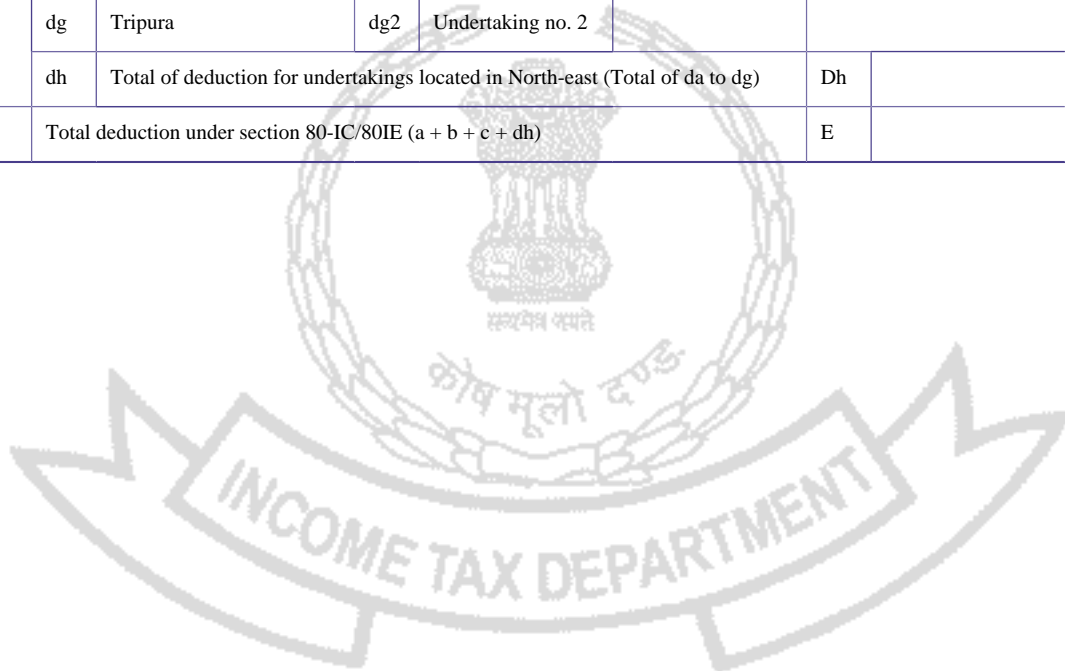 dg Tripura dg2 Undertaking no. 2
dh Total of deduction for undertakings located in North-east (Total of da to dg) Dh
Total deduction under section 80-IC/80IE (a + b + c + dh) E
सत्यमेव जयते
कोष मूलो दण्डः
INCOME TAX DEPARTMENT